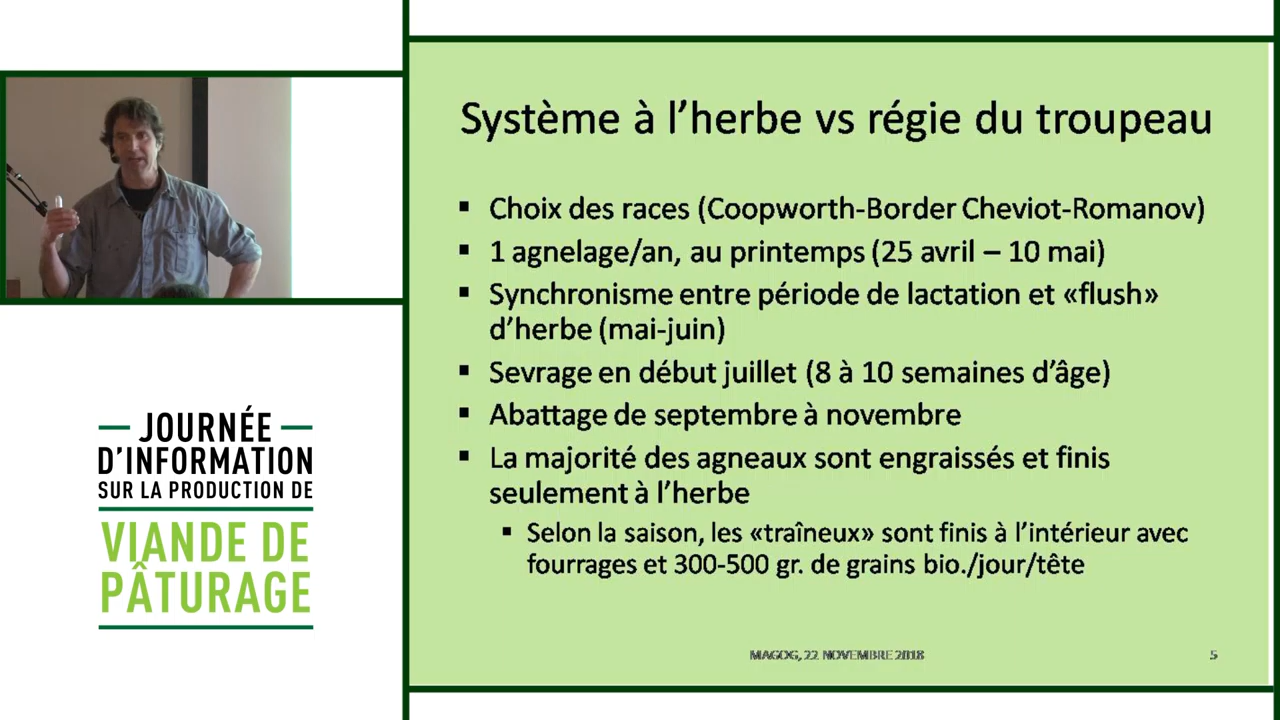 Système à l’herbe vs régie du troupeau
▪ Choix des races (Coopworth-Border Cheviot-Romanov)
▪ 1 agnelage/an, au printemps (25 avril – 10 mai)
▪ Synchronisme entre période de lactation et «flush»
d’herbe (mai-juin)
▪ Sevrage en début juillet (8 à 10 semaines d’âge)
▪ Abattage de septembre à novembre
▪ La majorité des agneaux sont engraissés et finis
seulement à l’herbe
▪ Selon la saison, les «traîneux» sont finis à l’intérieur avec
fourrages et 300-500 gr. de grains bio./jour/tête
MAGOG, 22 NOVEMBRE 2018
5
— JOURNÉE —
D’INFORMATION
SUR LA PRODUCTION DE
VIANDE DE
PÂTURAGE